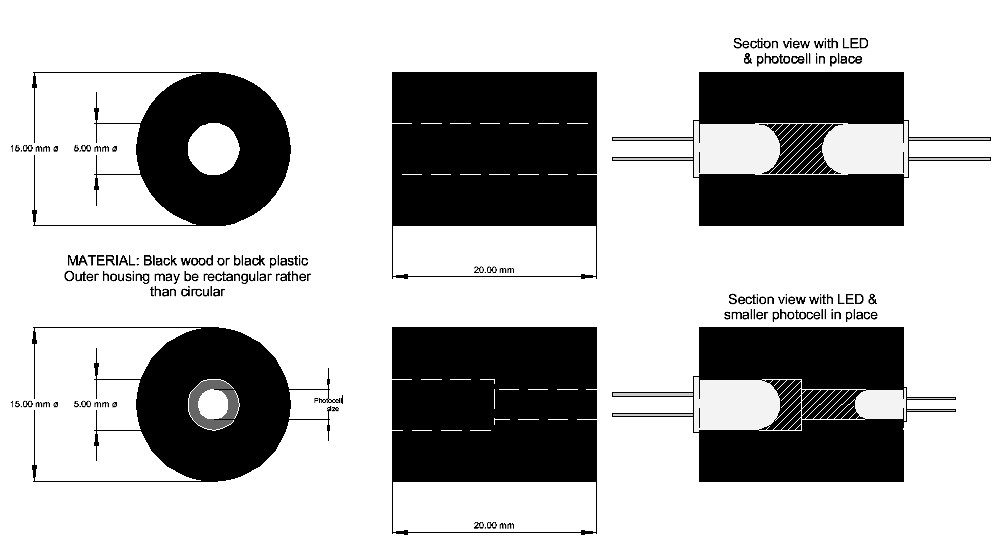 Section view with LED
& photocell in place
15.00 mm ø
5.00 mm ø
20.00 mm
MATERIAL: Black wood or black plastic
Outer housing may be rectangular rather
than circular
Section view with LED &
smaller photocell in place
15.00 mm ø
5.00 mm ø
Photocell
size
20.00 mm